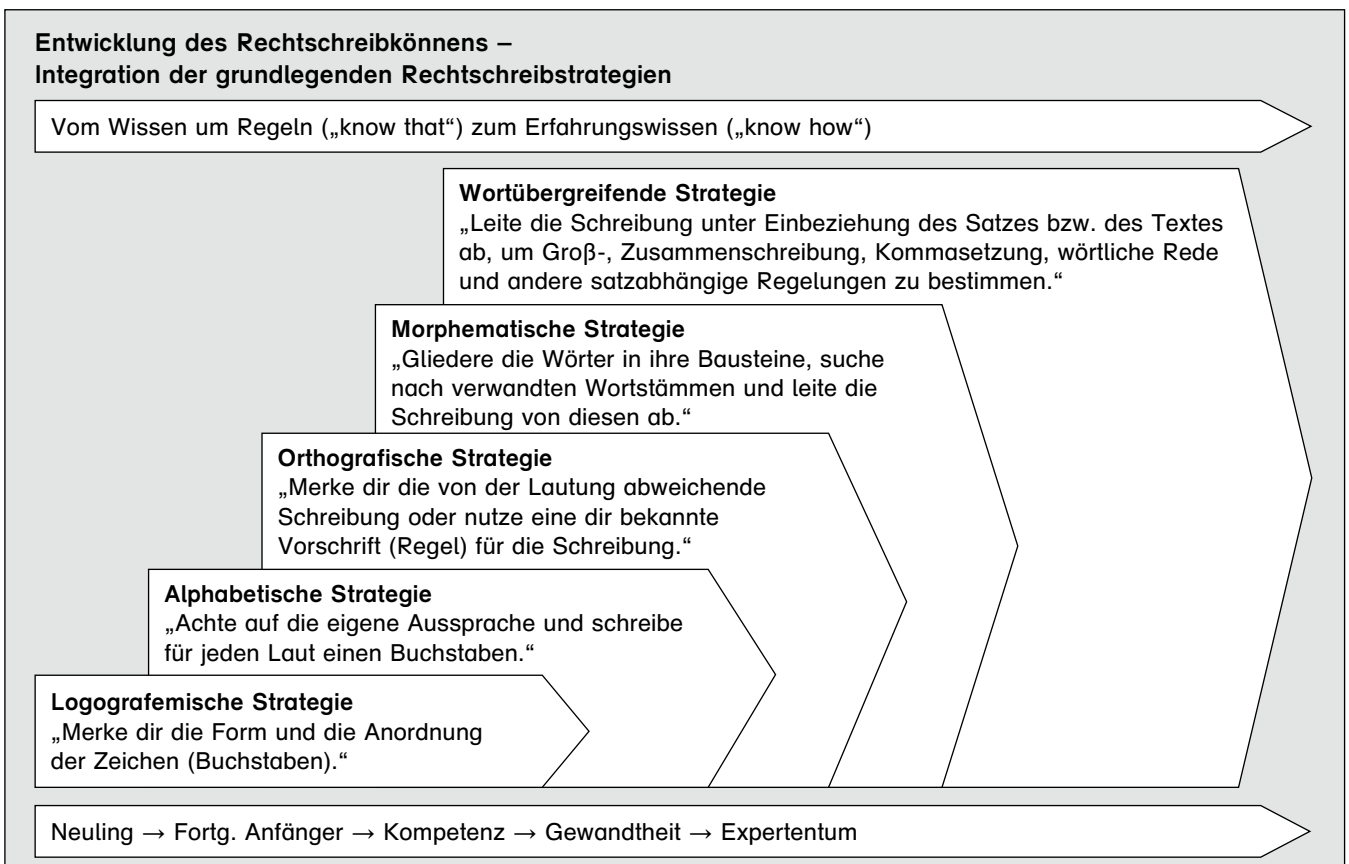 Entwicklung des Rechtschreibkönnens –
Integration der grundlegenden Rechtschreibstrategien
Vom Wissen um Regeln („know that“) zum Erfahrungswissen („know how“)
Wortübergreifende Strategie
„Leite die Schreibung unter Einbeziehung des Satzes bzw. des Textes
ab, um Groß-, Zusammenschreibung, Kommasetzung, wörtliche Rede
und andere satzabhängige Regelungen zu bestimmen.“
Morphematische Strategie
„Gliedere die Wörter in ihre Bausteine, suche
nach verwandten Wortstämmen und leite die
Schreibung von diesen ab.“
Orthografische Strategie
„Merke dir die von der Lautung abweichende
Schreibung oder nutze eine dir bekannte
Vorschrift (Regel) für die Schreibung.“
Alphabetische Strategie
„Achte auf die eigene Aussprache und schreibe
für jeden Laut einen Buchstaben.“
Logografemische Strategie
„Merke dir die Form und die Anordnung
der Zeichen (Buchstaben).“
Neuling → Fortg. Anfänger → Kompetenz → Gewandtheit → Expertentum